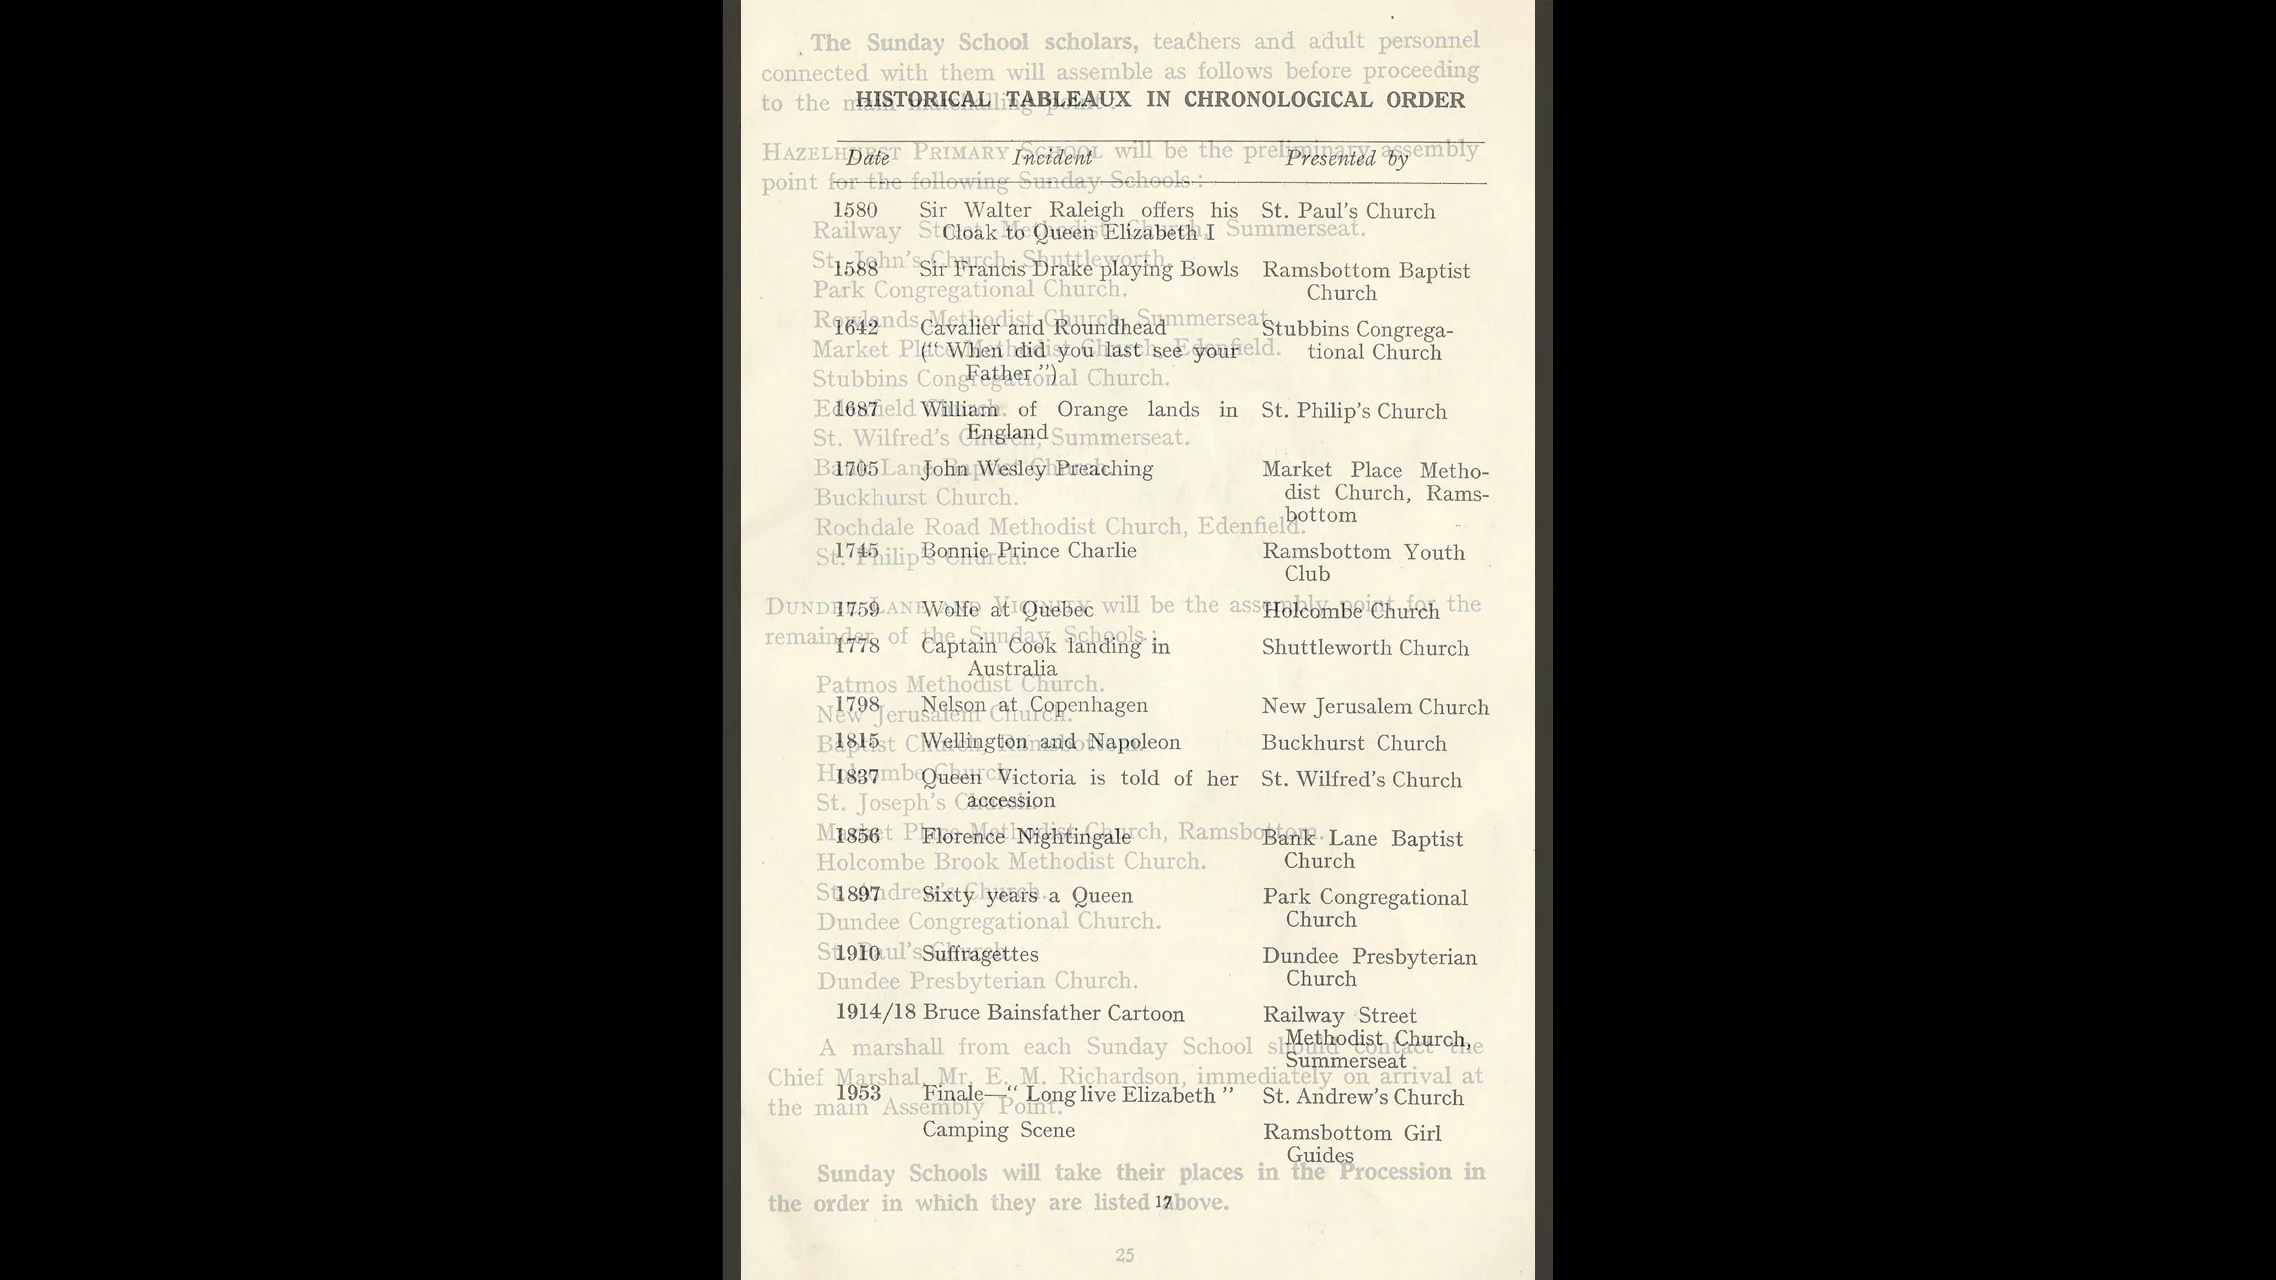 HISTORICAL TABLEAUX IN CHRONOLOGICAL ORDER
Date Incident Presented by
1580 Sir Walter Raleigh offers his St. Paul's Church
Cloak to Queen Elizabeth I
1588 Sir Francis Drake playing Bowls Ramsbottom Baptist
Church
1642 Cavalier and Roundhead Stubbins Congrega-
(“When did you last see your tional Church
Father”)
1687 William of Orange lands in St. Philip's Church
England
1705 John Wesley Preaching Market Place Metho-
dist Church, Rams-
bottom
1745 Bonnie Prince Charlie Ramsbottom Youth
Club
1759 Wolfe at Quebec Holcombe Church
1778 Captain Cook landing in Shuttleworth Church
Australia
1798 Nelson at Copenhagen New Jerusalem Church
1815 Wellington and Napoleon Buckhurst Church
1837 Queen Victoria is told of her St. Wilfred's Church
accession
1856 Florence Nightingale Bank Lane Baptist
Church
1897 Sixty years a Queen Park Congregational
Church
1910 Suffragettes Dundee Presbyterian
Church
1914/18 Bruce Bainsfather Cartoon Railway Street
Methodist Church,
Summerseat
1953 Finale—“Long live Elizabeth” St. Andrew's Church
Camping Scene Ramsbottom Girl
Guides
17
The Sunday School scholars, teachers and adult personnel
connected with them will assemble as follows before proceeding
to the main marshalling point:
HAZELHURST PRIMARY SCHOOL will be the preliminary assembly
point for the following Sunday Schools:
Railway Street Methodist Church, Summerseat.
St. John's Church, Shuttleworth.
Park Congregational Church.
Rowlands Methodist Church, Summerseat.
Market Place Methodist Church, Edenfield.
Stubbins Congregational Church.
Edenfield Church.
St. Wilfred's Church, Summerseat.
Bank Lane Baptist Church.
Buckhurst Church.
Rochdale Road Methodist Church, Edenfield.
St. Philip's Church.
DUNDEE LANE AND VICINITY will be the assembly point for the
remainder of the Sunday Schools:
Patmos Methodist Church.
New Jerusalem Church.
Baptist Church, Ramsbottom.
Holcombe Church.
St. Joseph's Church.
Market Place Methodist Church, Ramsbottom.
Holcombe Brook Methodist Church.
St. Andrew's Church.
Dundee Congregational Church.
St. Paul's Church.
Dundee Presbyterian Church.
A marshall from each Sunday School should contact the
Chief Marshal, Mr. E. M. Richardson, immediately on arrival at
the main Assembly Point.
Sunday Schools will take their places in the Procession in
the order in which they are listed above.
25